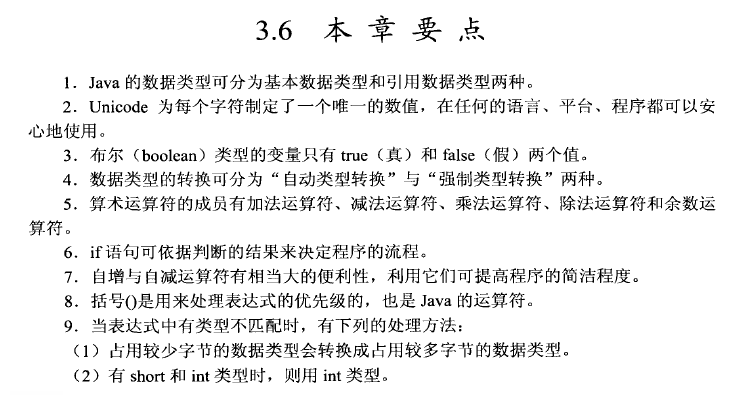 3.6 本章要点
1．Java 的数据类型可分为基本数据类型和引用数据类型两种。
2．Unicode 为每个字符制定了一个唯一的数值，在任何的语言、平台、程序都可以安
心地使用。
3．布尔（boolean）类型的变量只有 true（真）和 false（假）两个值。
4．数据类型的转换可分为“自动类型转换”与“强制类型转换”两种。
5．算术运算符的成员有加法运算符、减法运算符、乘法运算符、除法运算符和余数运
算符。
6．if 语句可依据判断的结果来决定程序的流程。
7．自增与自减运算符有相当大的便利性，利用它们可提高程序的简洁程度。
8．括号()是用来处理表达式的优先级的，也是 Java 的运算符。
9．当表达式中有类型不匹配时，有下列的处理方法：
（1）占用较少字节的数据类型会转换成占用较多字节的数据类型。
（2）有 short 和 int 类型时，则用 int 类型。